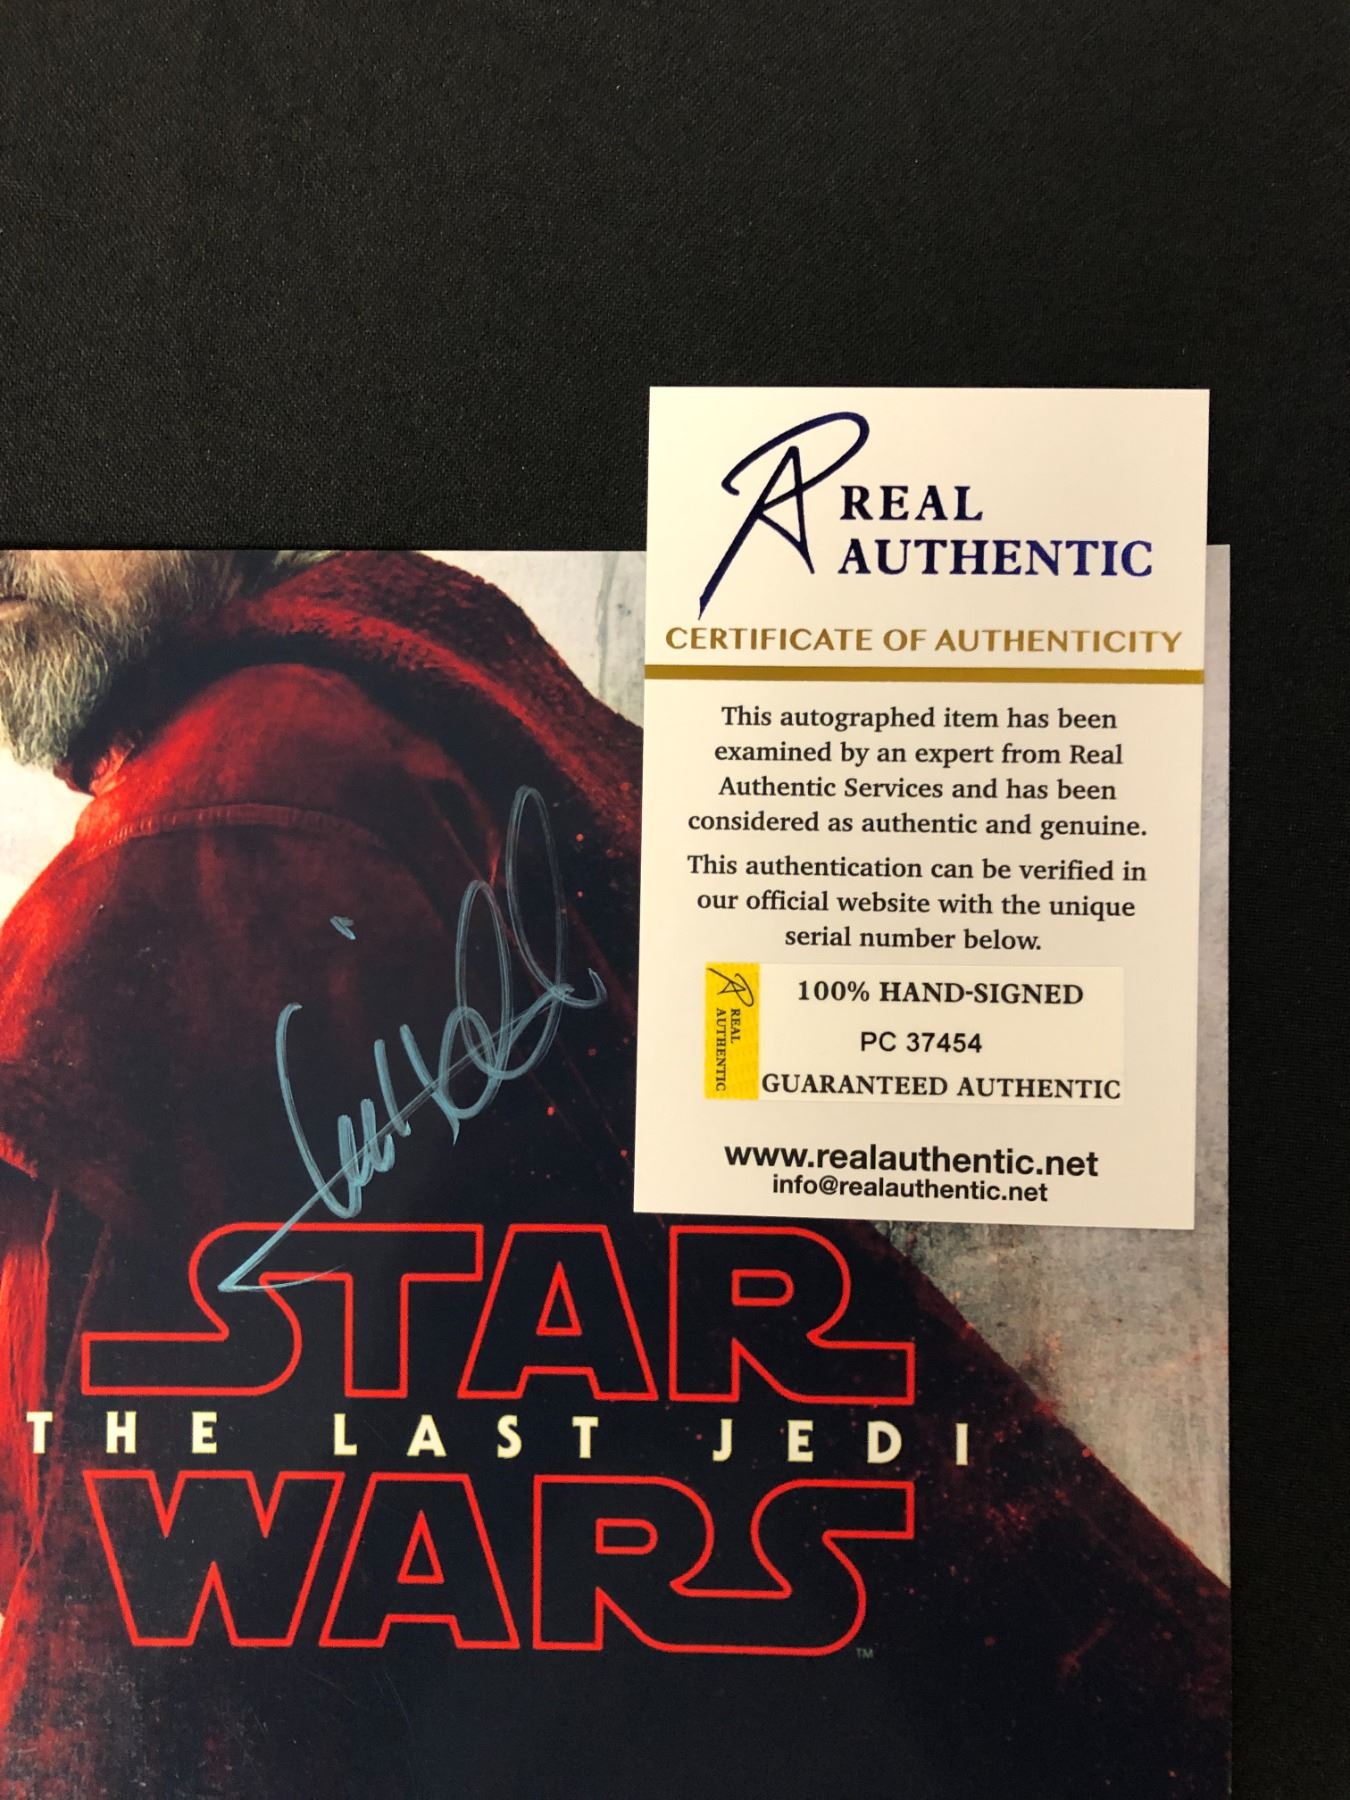 REAL
AUTHENTIC
CERTIFICATE OF AUTHENTICITY
This autographed item has been
examined by an expert from Real
Authentic Services and has been
considered as authentic and genuine.
This authentication can be verified in
our official website with the unique
serial number below.
REAL
AUTHENTIC
100% HAND-SIGNED
PC 37454
GUARANTEED AUTHENTIC
www.realauthentic.net
info@realauthentic.net
STAR
THE LAST JEDI
WARS
TM